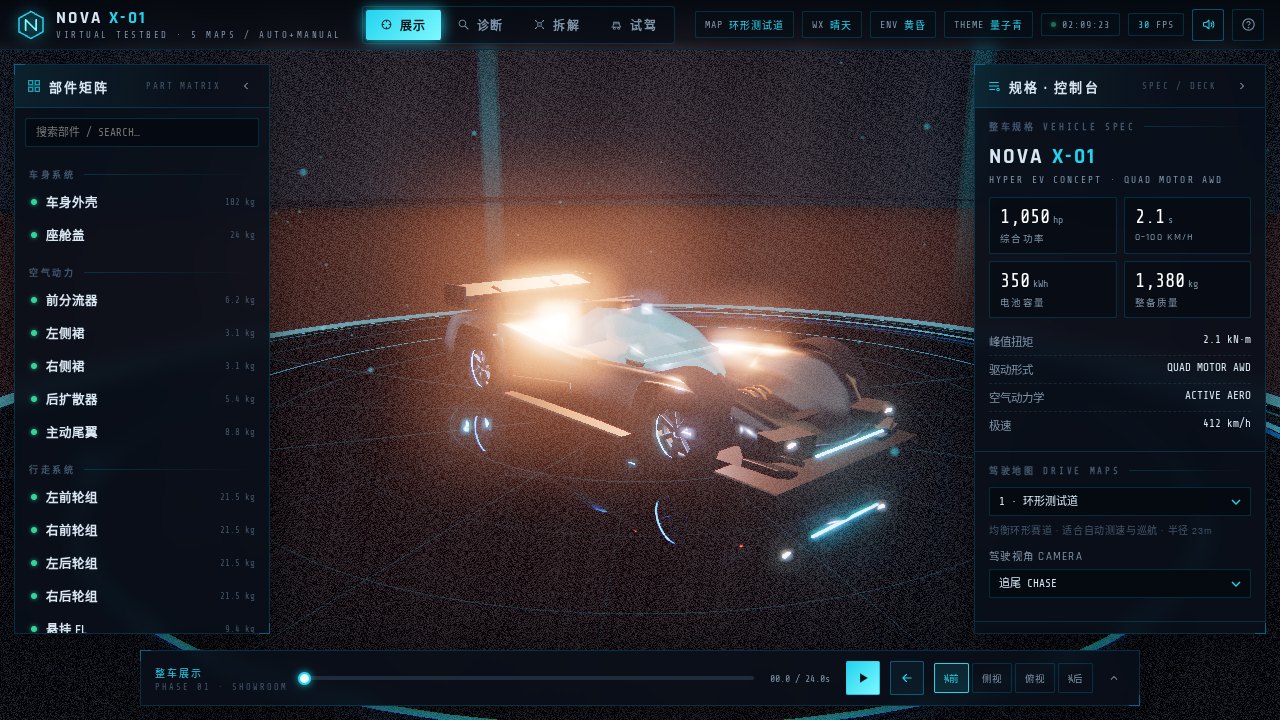 NOVA X-01
VIRTUAL TESTBED · 5 MAPS / AUTO+MANUAL
展示
诊断
拆解
试驾
MAP 环形测试道
WX 晴天
ENV 黄昏
THEME 量子青
FPS
部件矩阵 PART MATRIX
搜索部件 / SEARCH…
车身系统
车身外壳 182 kg
座舱盖 24 kg
空气动力
前分流器 6.2 kg
左侧裙 3.1 kg
右侧裙 3.1 kg
后扩散器 5.4 kg
主动尾翼 8.8 kg
行走系统
左前轮组 21.5 kg
右前轮组 21.5 kg
左后轮组 21.5 kg
右后轮组 21.5 kg
悬挂 FL 9.4 kg
规格 · 控制台 SPEC / DECK
整车规格 VEHICLE SPEC
NOVA X-01
HYPER EV CONCEPT · QUAD MOTOR AWD
1,050 hp
综合功率
2.1 s
0-100 KM/H
350 kWh
电池容量
1,380 kg
整备质量
峰值扭矩 2.1 kN·m
驱动形式 QUAD MOTOR AWD
空气动力学 ACTIVE AERO
极速 412 km/h
驾驶地图 DRIVE MAPS
1 · 环形测试道
均衡环形赛道 · 适合自动测速与巡航 · 半径 23m
驾驶视角 CAMERA
追尾 CHASE
整车展示
PHASE 01 · SHOWROOM
00.0 / 24.0s
¾前
侧视
俯视
¾后